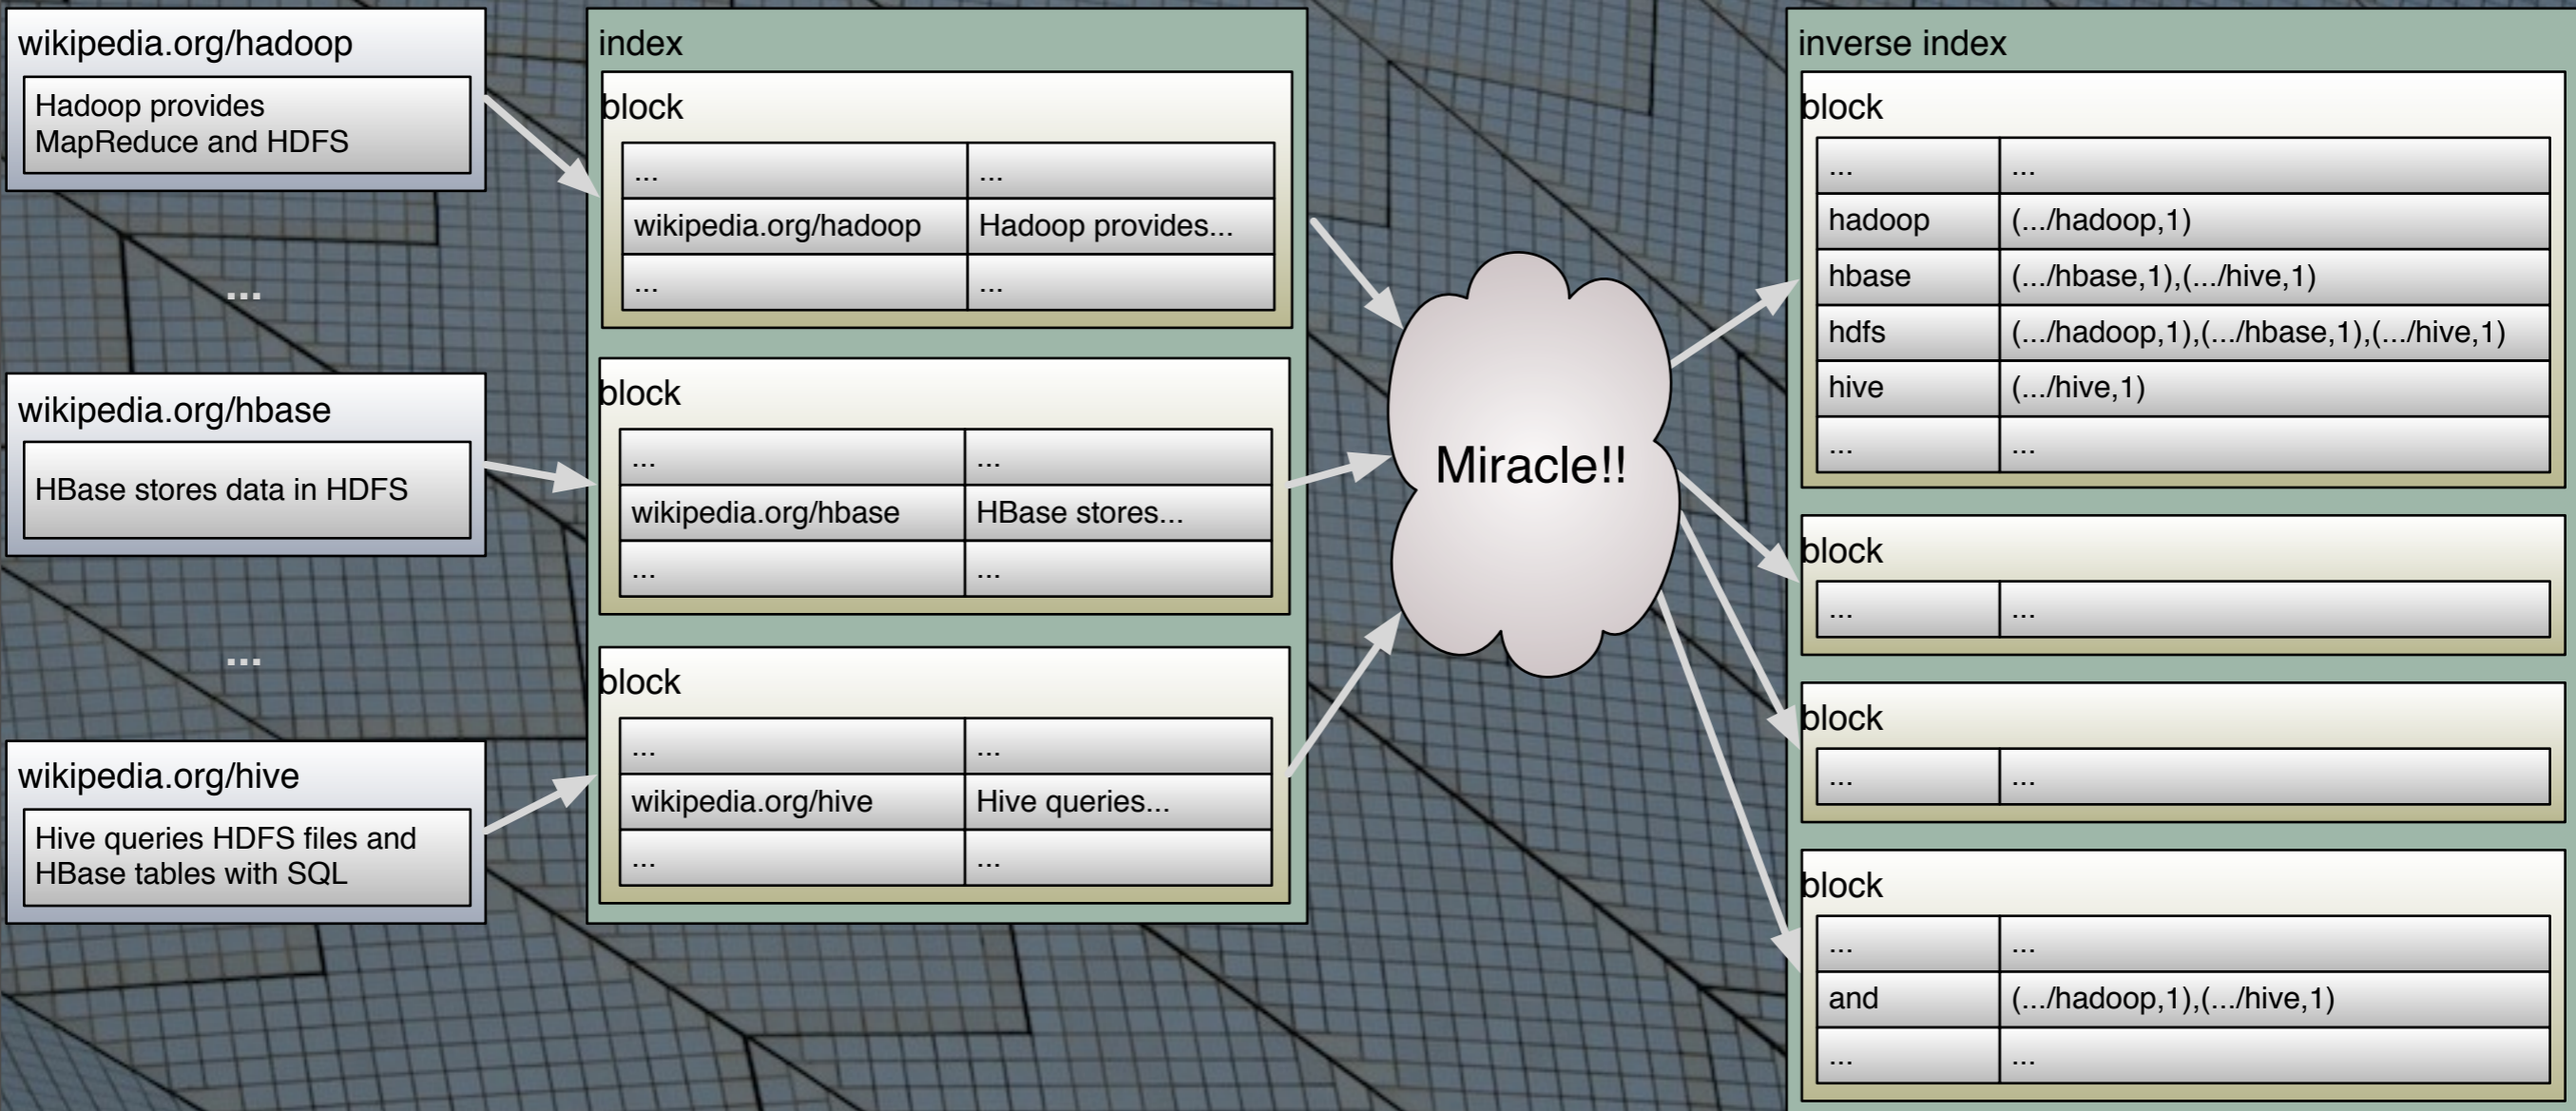 wikipedia.org/hadoop
Hadoop provides
MapReduce and HDFS
...
wikipedia.org/hbase
HBase stores data in HDFS
...
wikipedia.org/hive
Hive queries HDFS files and
HBase tables with SQL
index
block
... ...
wikipedia.org/hadoop Hadoop provides...
... ...
block
... ...
wikipedia.org/hbase HBase stores...
... ...
block
... ...
wikipedia.org/hive Hive queries...
... ...
Miracle!!
inverse index
block
... ...
hadoop (.../hadoop,1)
hbase (.../hbase,1),(.../hive,1)
hdfs (.../hadoop,1),(.../hbase,1),(.../hive,1)
hive (.../hive,1)
... ...
block
... ...
block
... ...
block
... ...
and (.../hadoop,1),(.../hive,1)
... ...